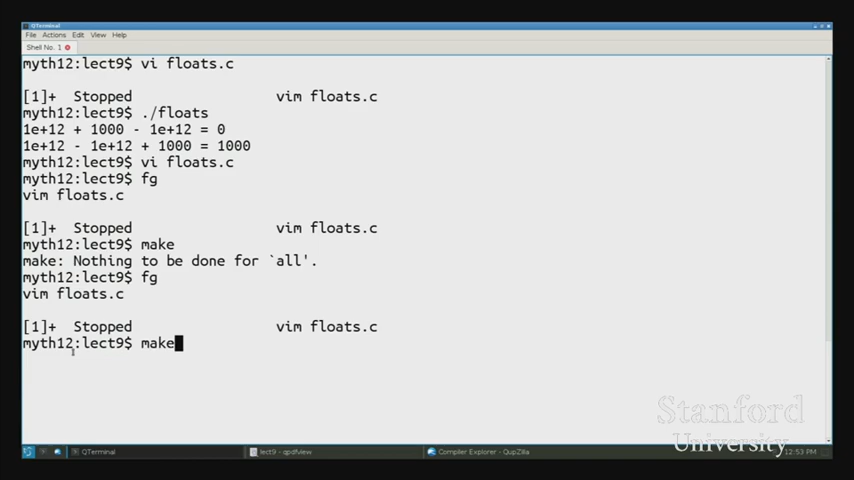 QTerminal
File Actions Edit View Help
Shell No. 1
myth12:lect9$ vi floats.c
[1]+ Stopped vim floats.c
myth12:lect9$ ./floats
1e+12 + 1000 - 1e+12 = 0
1e+12 - 1e+12 + 1000 = 1000
myth12:lect9$ vi floats.c
myth12:lect9$ fg
vim floats.c
[1]+ Stopped vim floats.c
myth12:lect9$ make
make: Nothing to be done for `all'.
myth12:lect9$ fg
vim floats.c
[1]+ Stopped vim floats.c
myth12:lect9$ make
Stanford
University
QTerminal lect9 - qpdfview Compiler Explorer - QupZilla 12:53 PM